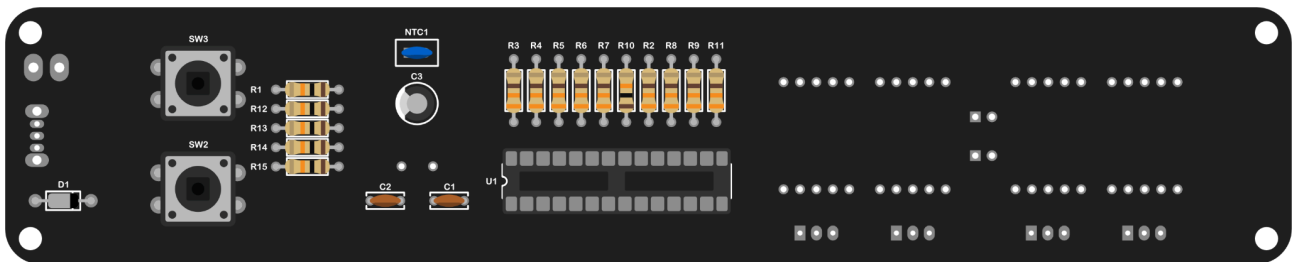 SW3
NTC1
C3
R3 R4 R5 R6 R7 R10 R2 R8 R9 R11
R1
R12
R13
R14
R15
SW2
D1
C2
C1
U1